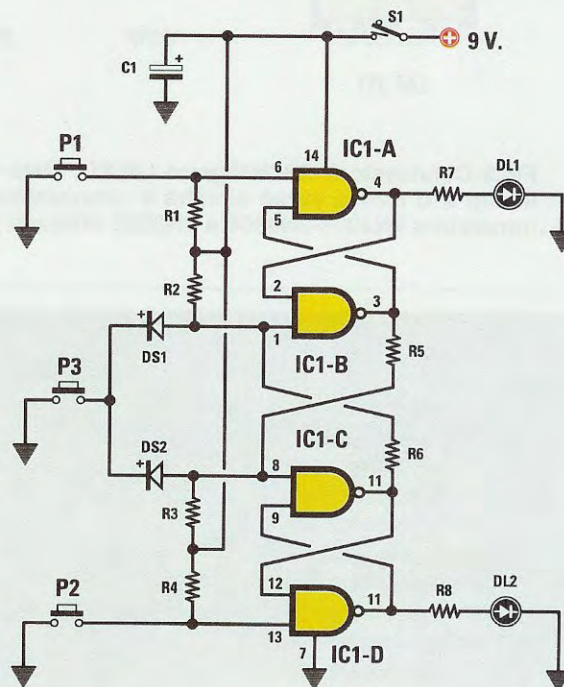 S1
9 V.
C1
+
P1
14
IC1-A
6
4
R7
DL1
R1
5
R2
2
3
+
1
DS1
IC1-B
R5
P3
DS2
IC1-C
R6
+
8
11
R3
9
P2
R4
12
11
R8
DL2
13
7
IC1-D